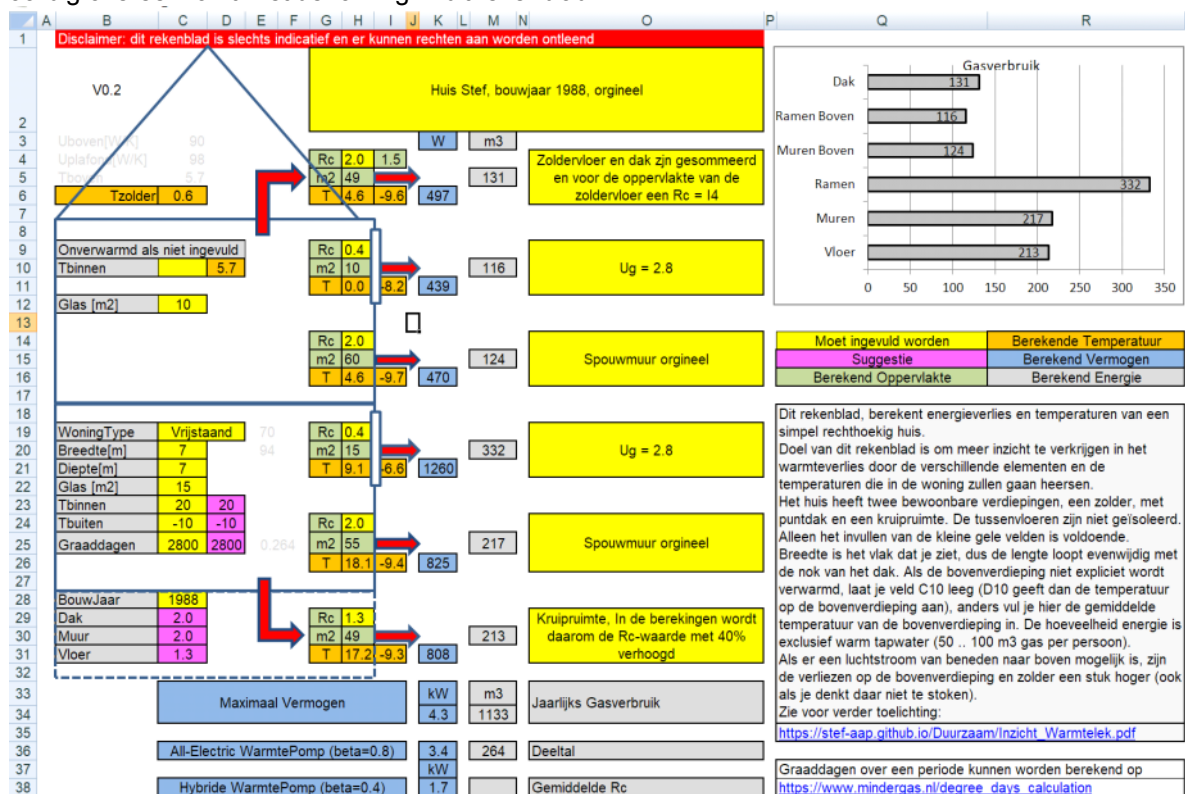 A B C D E F G H I J K L M N O P Q R
1 Disclaimer: dit rekenblad is slechts indicatief en er kunnen rechten aan worden ontleend
V0.2
Huis Stef, bouwjaar 1988, orgineel
2
3 Uboven[W/K] 90 W m3
4 Uplafond[W/K] 98 Rc 2.0 1.5 Zoldervloer en dak zjn gesommeerd
5 Tboven 5.7 m2 49 131 en voor de oppervlakte van de
6 Tzolder 0.6 T 4.6 -9.6 497 zoldervloer een Rc = I4
7
8
9 Onverwarmd als niet ingevuld Rc 0.4
10 Tbinnen 5.7 m2 10 116 Ug = 2.8
11 T 0.0 -8.2 439
12 Glas [m2] 10
13
14 Rc 2.0
15 m2 60 124 Spouwmuur orgineel
16 T 4.6 -9.7 470
17
18
19 WoningType Vrijstaand 70 Rc 0.4
20 Breedte[m] 7 94 m2 15 332 Ug = 2.8
21 Diepte[m] 7 T 9.1 -6.6 1260
22 Glas [m2] 15
23 Tbinnen 20 20
24 Tbuiten -10 -10 Rc 2.0
25 Graaddagen 2800 2800 0.264 m2 55 217 Spouwmuur orgineel
26 T 18.1 -9.4 825
27
28 BouwJaar 1988
29 Dak 2.0 Rc 1.3 Kruipruimte, In de berekingen wordt
30 Muur 2.0 m2 49 213 daarom de Rc-waarde met 40%
31 Vloer 1.3 T 17.2 -9.3 808 verhoogd
32
33 Maximaal Vermogen kW m3 Jaarlijks Gasverbruik
34 4.3 1133
35
36 All-Electric WarmtePomp (beta=0.8) 3.4 264 Deeltal
37 kW
38 Hybride WarmtePomp (beta=0.4) 1.7 Gemiddelde Rc
Gasverbruik
Dak 131
Ramen Boven 116
Muren Boven 124
Ramen 332
Muren 217
Vloer 213
0 50 100 150 200 250 300 350
Moet ingevuld worden Berekende Temperatuur
Suggestie Berekend Vermogen
Berekend Oppervlakte Berekend Energie
Dit rekenblad, berekent energieverlies en temperaturen van een
simpel rechthoekig huis.
Doel van dit rekenblad is om meer inzicht te verkrijgen in het
warmteverlies door de verschillende elementen en de
temperaturen die in de woning zullen gaan heersen.
Het huis heeft twee bewoonbare verdiepingen, een zolder, met
puntdak en een kruipruimte. De tussenvloeren zijn niet geïsoleerd.
Alleen het invullen van de kleine gele velden is voldoende.
Breedte is het vlak dat je ziet, dus de lengte loopt evenwijdig met
de nok van het dak. Als de bovenverdieping niet expliciet wordt
verwarmd, laat je veld C10 leeg (D10 geeft dan de temperatuur
op de bovenverdieping aan), anders vul je hier de gemiddelde
temperatuur van de bovenverdieping in. De hoeveelheid energie is
exclusief warm tapwater (50 .. 100 m3 gas per persoon).
Als er een luchtstroom van beneden naar boven mogelijk is, zijn
de verliezen op de bovenverdieping en zolder een stuk hoger (ook
als je denkt daar niet te stoken).
Zie voor verder toelichting:
https://stef-aap.github.io/Duurzaam/Inzicht_Warmtelek.pdf
Graaddagen over een periode kunnen worden berekend op
https://www.mindergas.nl/degree_days_calculation